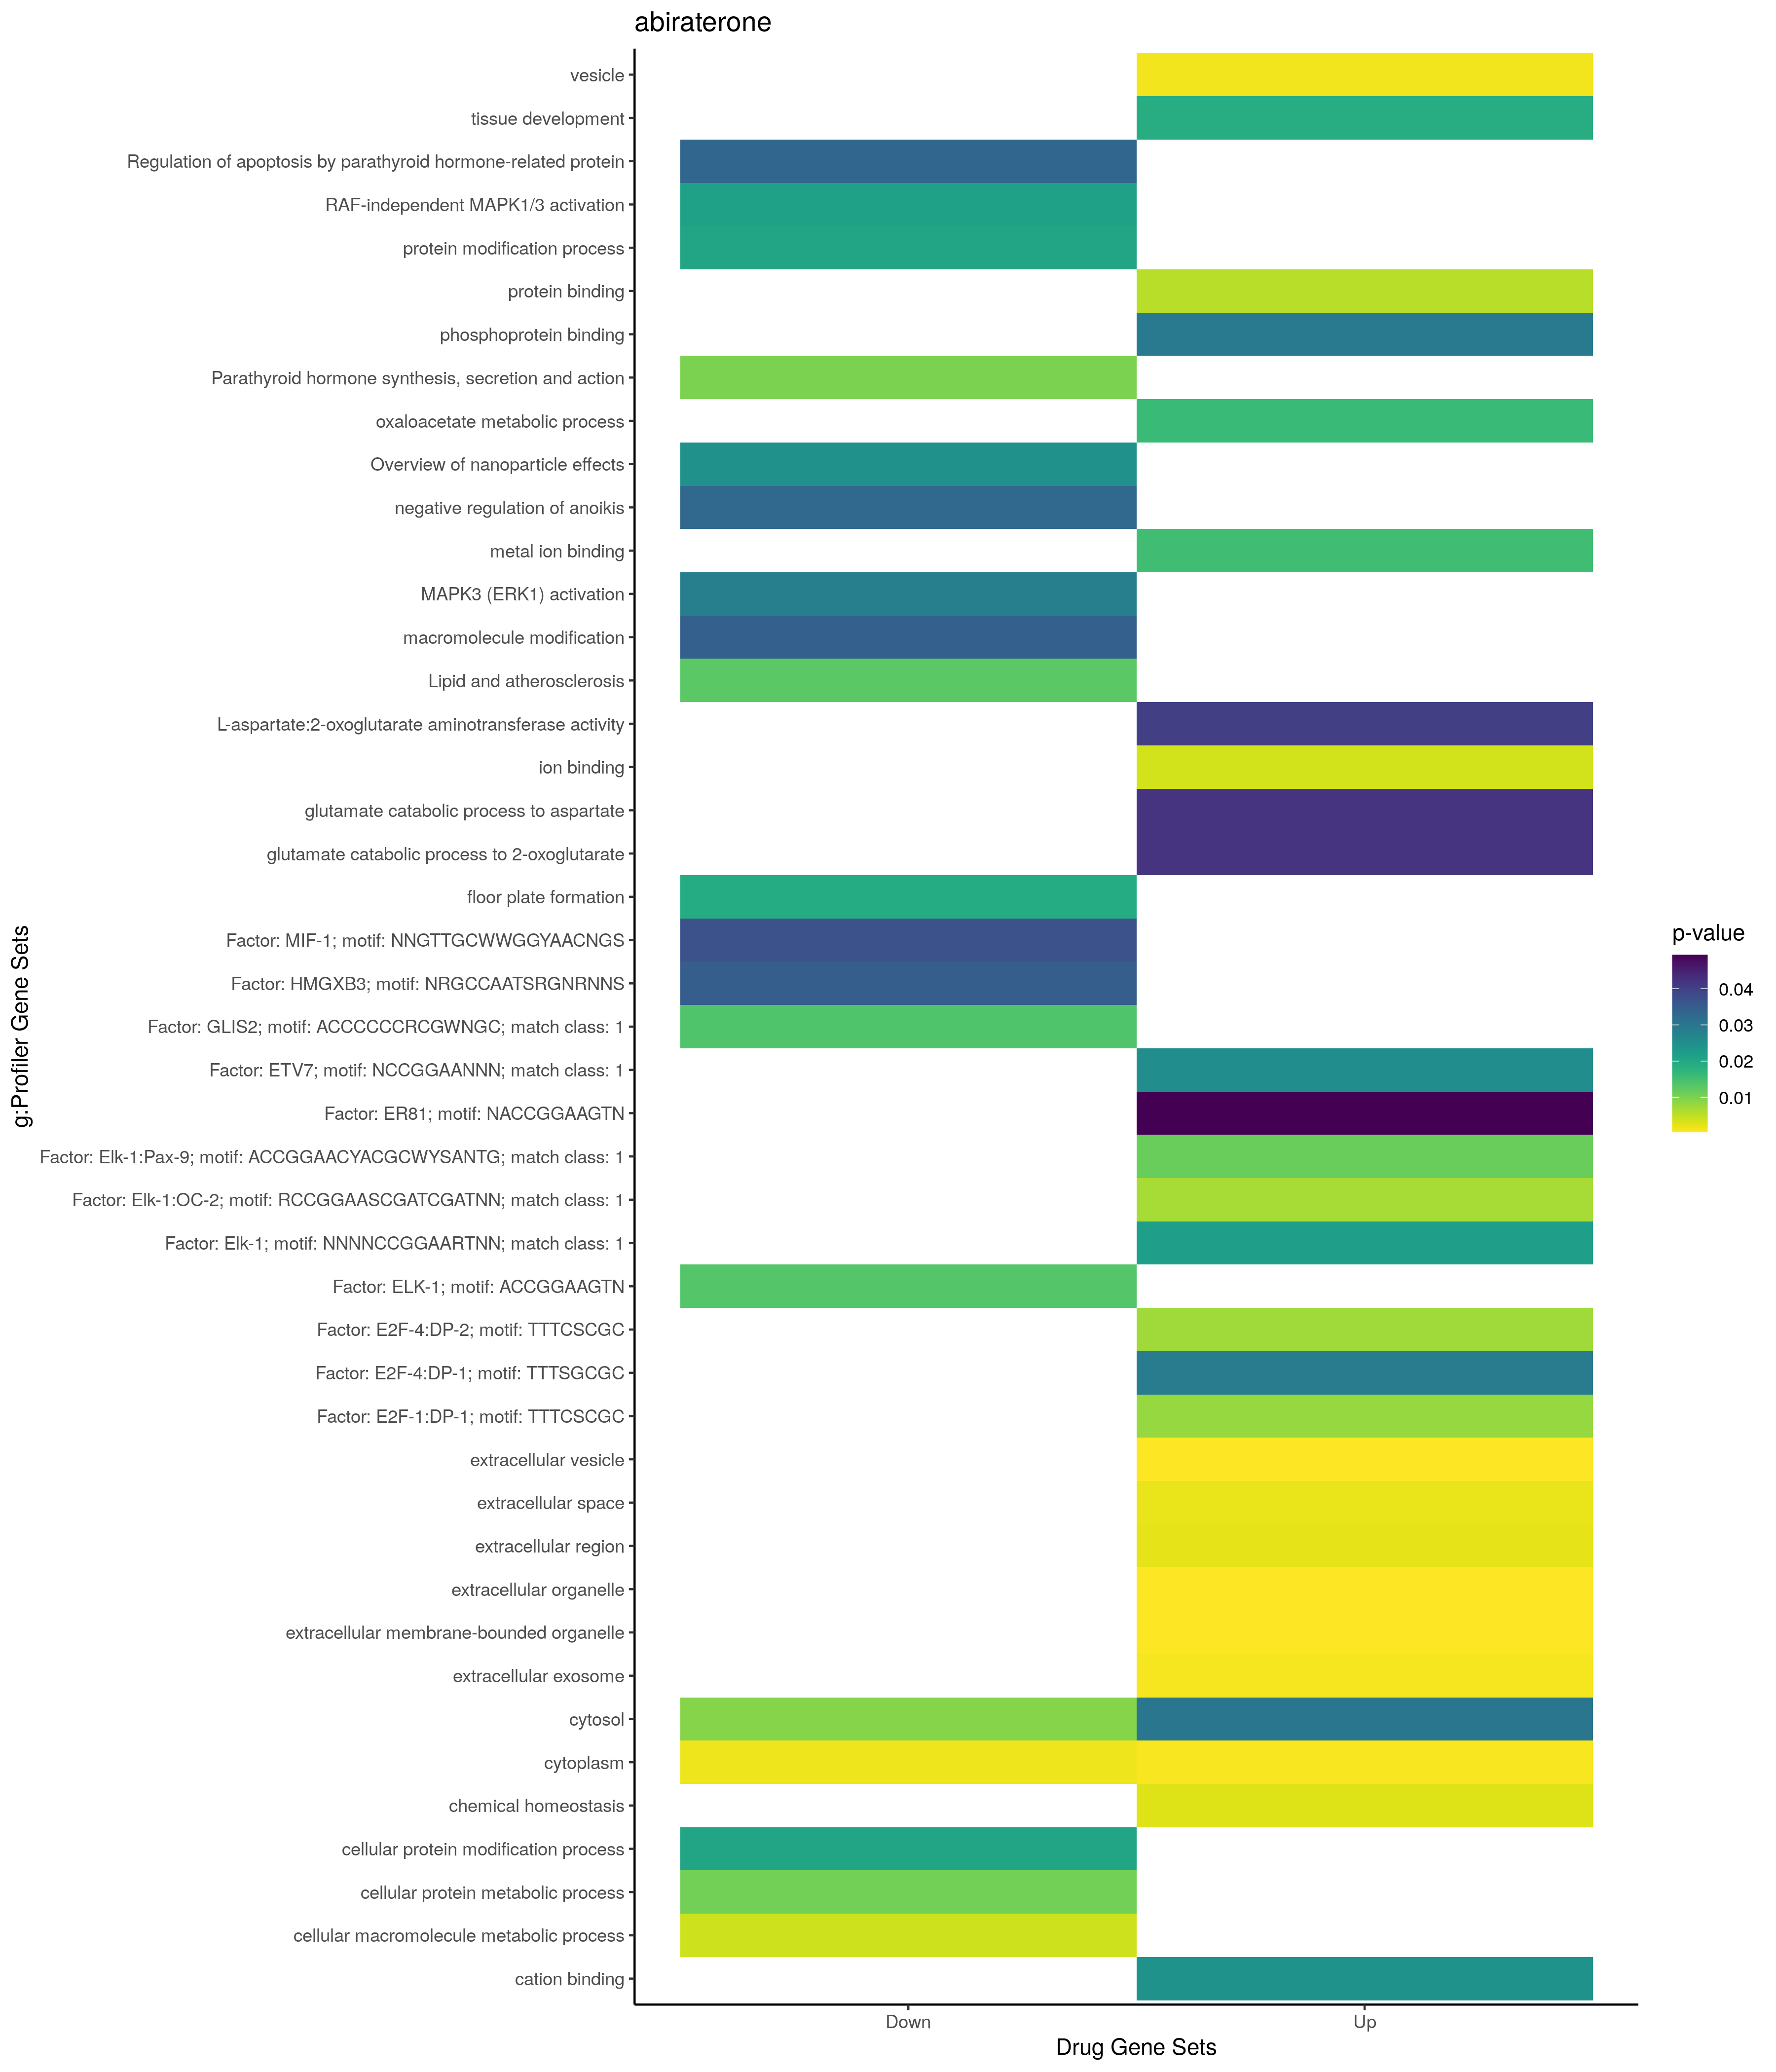 abiraterone
vesicle
tissue development
Regulation of apoptosis by parathyroid hormone-related protein
RAF-independent MAPK1/3 activation
protein modification process
protein binding
phosphoprotein binding
Parathyroid hormone synthesis, secretion and action
oxaloacetate metabolic process
Overview of nanoparticle effects
negative regulation of anoikis
metal ion binding
MAPK3 (ERK1) activation
macromolecule modification
Lipid and atherosclerosis
L-aspartate:2-oxoglutarate aminotransferase activity
ion binding
glutamate catabolic process to aspartate
glutamate catabolic process to 2-oxoglutarate
floor plate formation
Factor: MIF-1; motif: NNGTTGCWWGGYAACNGS
Factor: HMGXB3; motif: NRGCCAATSRGNRNNS
Factor: GLIS2; motif: ACCCCCCRCGWNGC; match class: 1
Factor: ETV7; motif: NCCGGAANNN; match class: 1
Factor: ER81; motif: NACCGGAAGTN
Factor: Elk-1:Pax-9; motif: ACCGGAACYACGCWYSANTG; match class: 1
Factor: Elk-1:OC-2; motif: RCCGGAASCGATCGATNN; match class: 1
Factor: Elk-1; motif: NNNNCCGGAARTNN; match class: 1
Factor: ELK-1; motif: ACCGGAAGTN
Factor: E2F-4:DP-2; motif: TTTCSCGC
Factor: E2F-4:DP-1; motif: TTTSGCGC
Factor: E2F-1:DP-1; motif: TTTCSCGC
extracellular vesicle
extracellular space
extracellular region
extracellular organelle
extracellular membrane-bounded organelle
extracellular exosome
cytosol
cytoplasm
chemical homeostasis
cellular protein modification process
cellular protein metabolic process
cellular macromolecule metabolic process
cation binding
g:Profiler Gene Sets
Down
Up
Drug Gene Sets
p-value
0.04
0.03
0.02
0.01